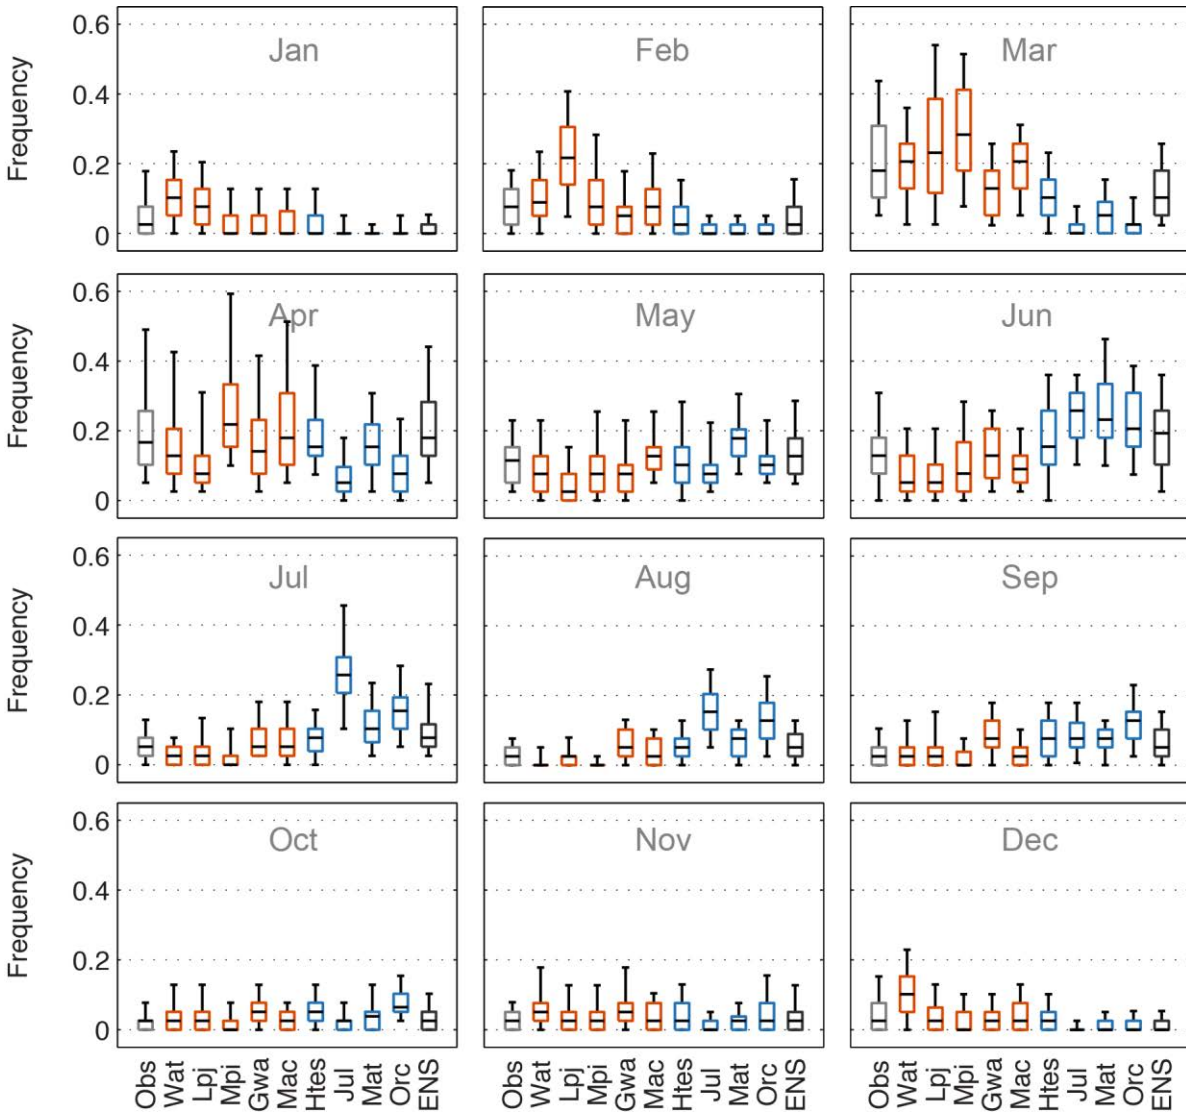 Jan
Feb
Mar
Frequency
0.6
0.4
0.2
0
Apr
May
Jun
Frequency
0.6
0.4
0.2
0
Jul
Aug
Sep
Frequency
0.6
0.4
0.2
0
Oct
Nov
Dec
Frequency
0.6
0.4
0.2
0
Obs Wat Lpj Mpi Gwa Mac Htes Jul Mat Orc ENS
Obs Wat Lpj Mpi Gwa Mac Htes Jul Mat Orc ENS
Obs Wat Lpj Mpi Gwa Mac Htes Jul Mat Orc ENS